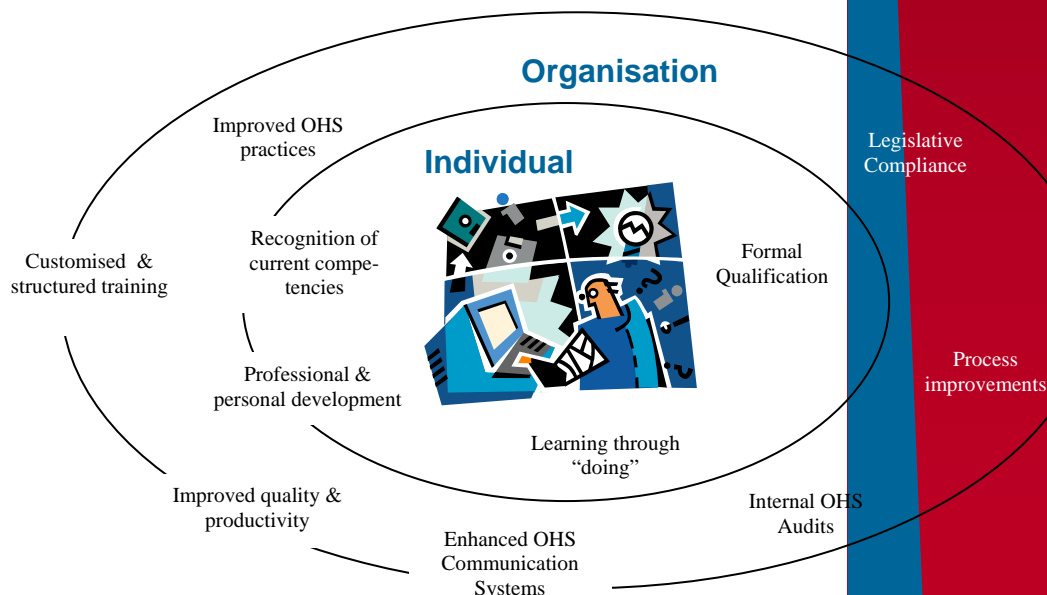 Organisation
Improved OHS
practices
Legislative
Compliance
Individual
Recognition of
current compe-
tencies
Formal
Qualification
Customised &
structured training
Professional &
personal development
Process
improvements
Learning through
“doing”
Improved quality &
productivity
Internal OHS
Audits
Enhanced OHS
Communication
Systems